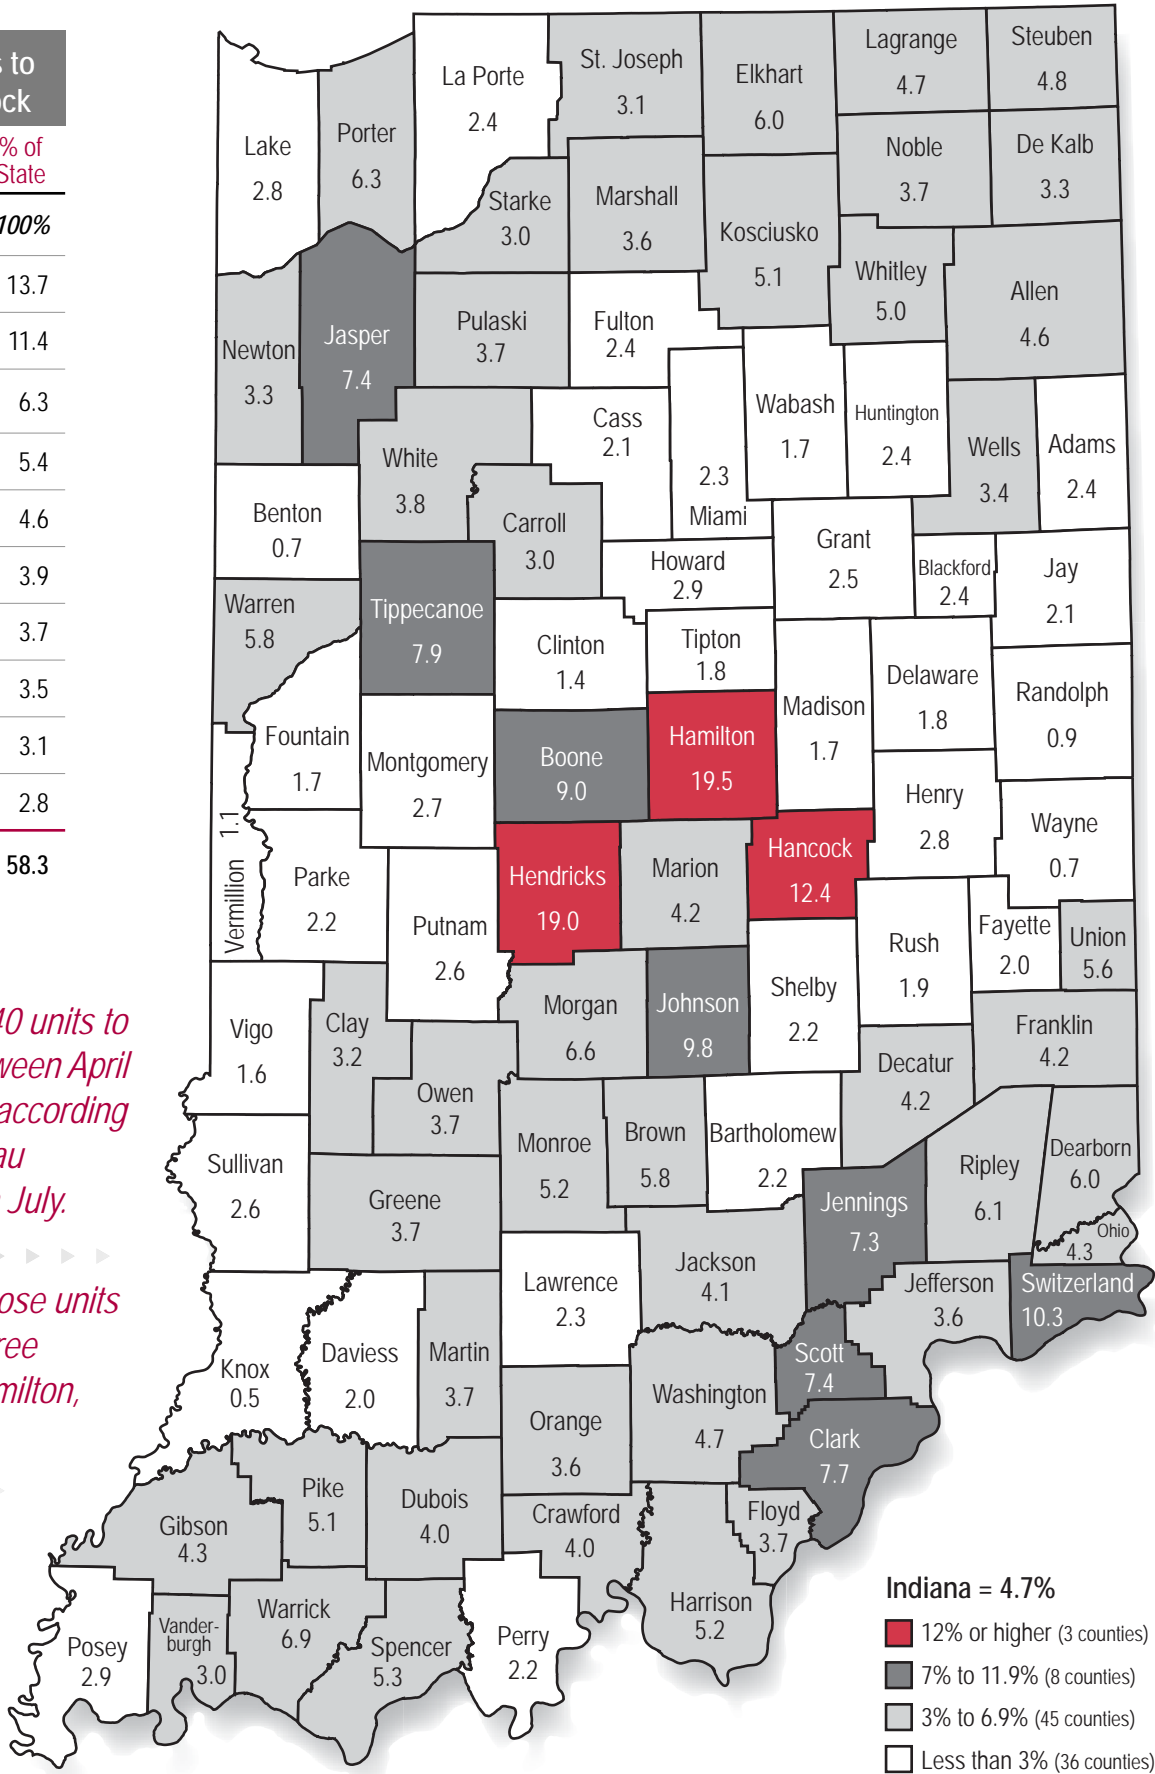 s to
ock
% of
State
100%
13.7
11.4
6.3
5.4
4.6
3.9
3.7
3.5
3.1
2.8
58.3
40 units to
ween April
according
au
July.
ose units
ree
milton,
Lake
2.8
Porter
6.3
La Porte
2.4
St. Joseph
3.1
Elkhart
6.0
Lagrange
4.7
Steuben
4.8
Noble
3.7
De Kalb
3.3
Starke
3.0
Marshall
3.6
Kosciusko
5.1
Whitley
5.0
Allen
4.6
Newton
3.3
Jasper
7.4
Pulaski
3.7
Fulton
2.4
Cass
2.1
2.3
Miami
Wabash
1.7
Huntington
2.4
Wells
3.4
Adams
2.4
White
3.8
Benton
0.7
Carroll
3.0
Howard
2.9
Grant
2.5
Blackford
2.4
Jay
2.1
Warren
5.8
Tippecanoe
7.9
Clinton
1.4
Tipton
1.8
Madison
1.7
Delaware
1.8
Randolph
0.9
Fountain
1.7
Montgomery
2.7
Boone
9.0
Hamilton
19.5
Henry
2.8
Wayne
0.7
Vermillion 1.1
Parke
2.2
Putnam
2.6
Hendricks
19.0
Marion
4.2
Hancock
12.4
Rush
1.9
Fayette
2.0
Union
5.6
Vigo
1.6
Clay
3.2
Owen
3.7
Morgan
6.6
Johnson
9.8
Shelby
2.2
Decatur
4.2
Franklin
4.2
Sullivan
2.6
Greene
3.7
Monroe
5.2
Brown
5.8
Bartholomew
2.2
Jennings
7.3
Ripley
6.1
Dearborn
6.0
Ohio
4.3
Switzerland
10.3
Jefferson
3.6
Jackson
4.1
Lawrence
2.3
Knox
0.5
Daviess
2.0
Martin
3.7
Orange
3.6
Washington
4.7
Scott
7.4
Clark
7.7
Floyd
3.7
Harrison
5.2
Crawford
4.0
Dubois
4.0
Pike
5.1
Gibson
4.3
Posey
2.9
Vander-
burgh
3.0
Warrick
6.9
Spencer
5.3
Perry
2.2
Indiana = 4.7%
12% or higher (3 counties)
7% to 11.9% (8 counties)
3% to 6.9% (45 counties)
Less than 3% (36 counties)